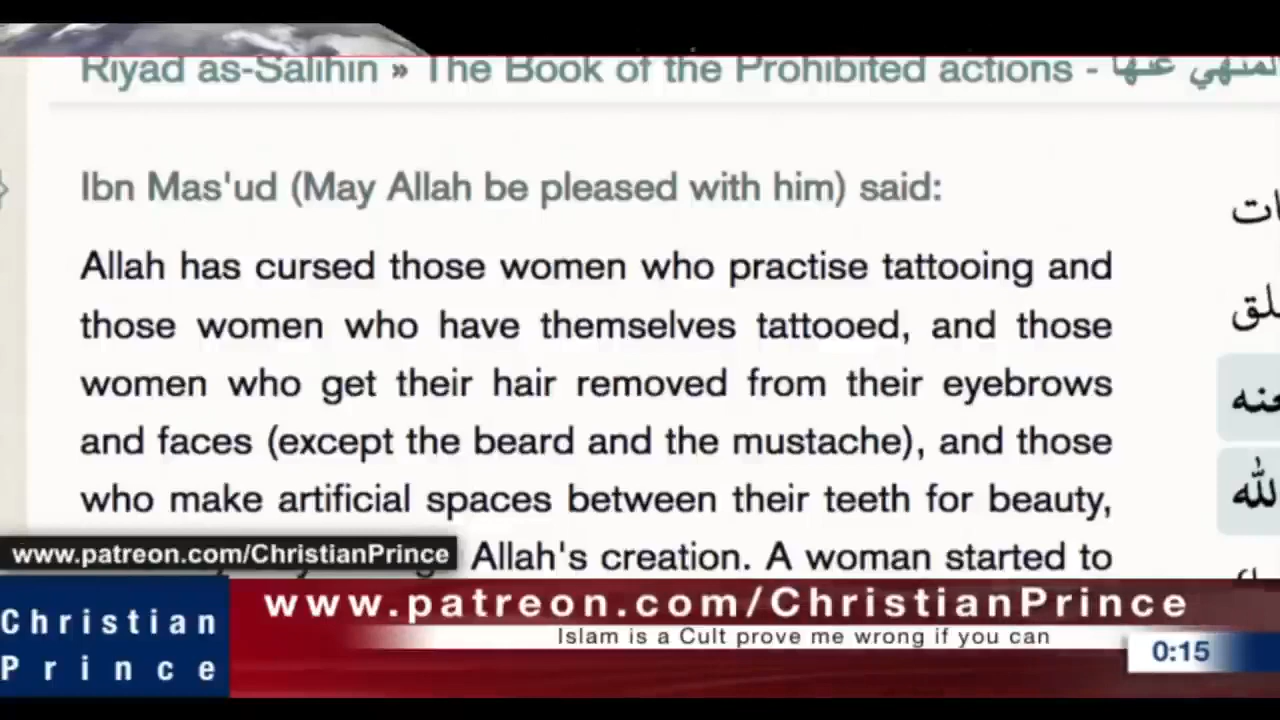 Riyad as-Salihin » The Book of the Prohibited actions - المنهي عنها
Ibn Mas'ud (May Allah be pleased with him) said:
Allah has cursed those women who practise tattooing and
those women who have themselves tattooed, and those
women who get their hair removed from their eyebrows
and faces (except the beard and the mustache), and those
who make artificial spaces between their teeth for beauty,
Allah's creation. A woman started to
www.patreon.com/ChristianPrince
www.patreon.com/ChristianPrince
Islam is a Cult prove me wrong if you can
Christian
Prince
0:15
الله